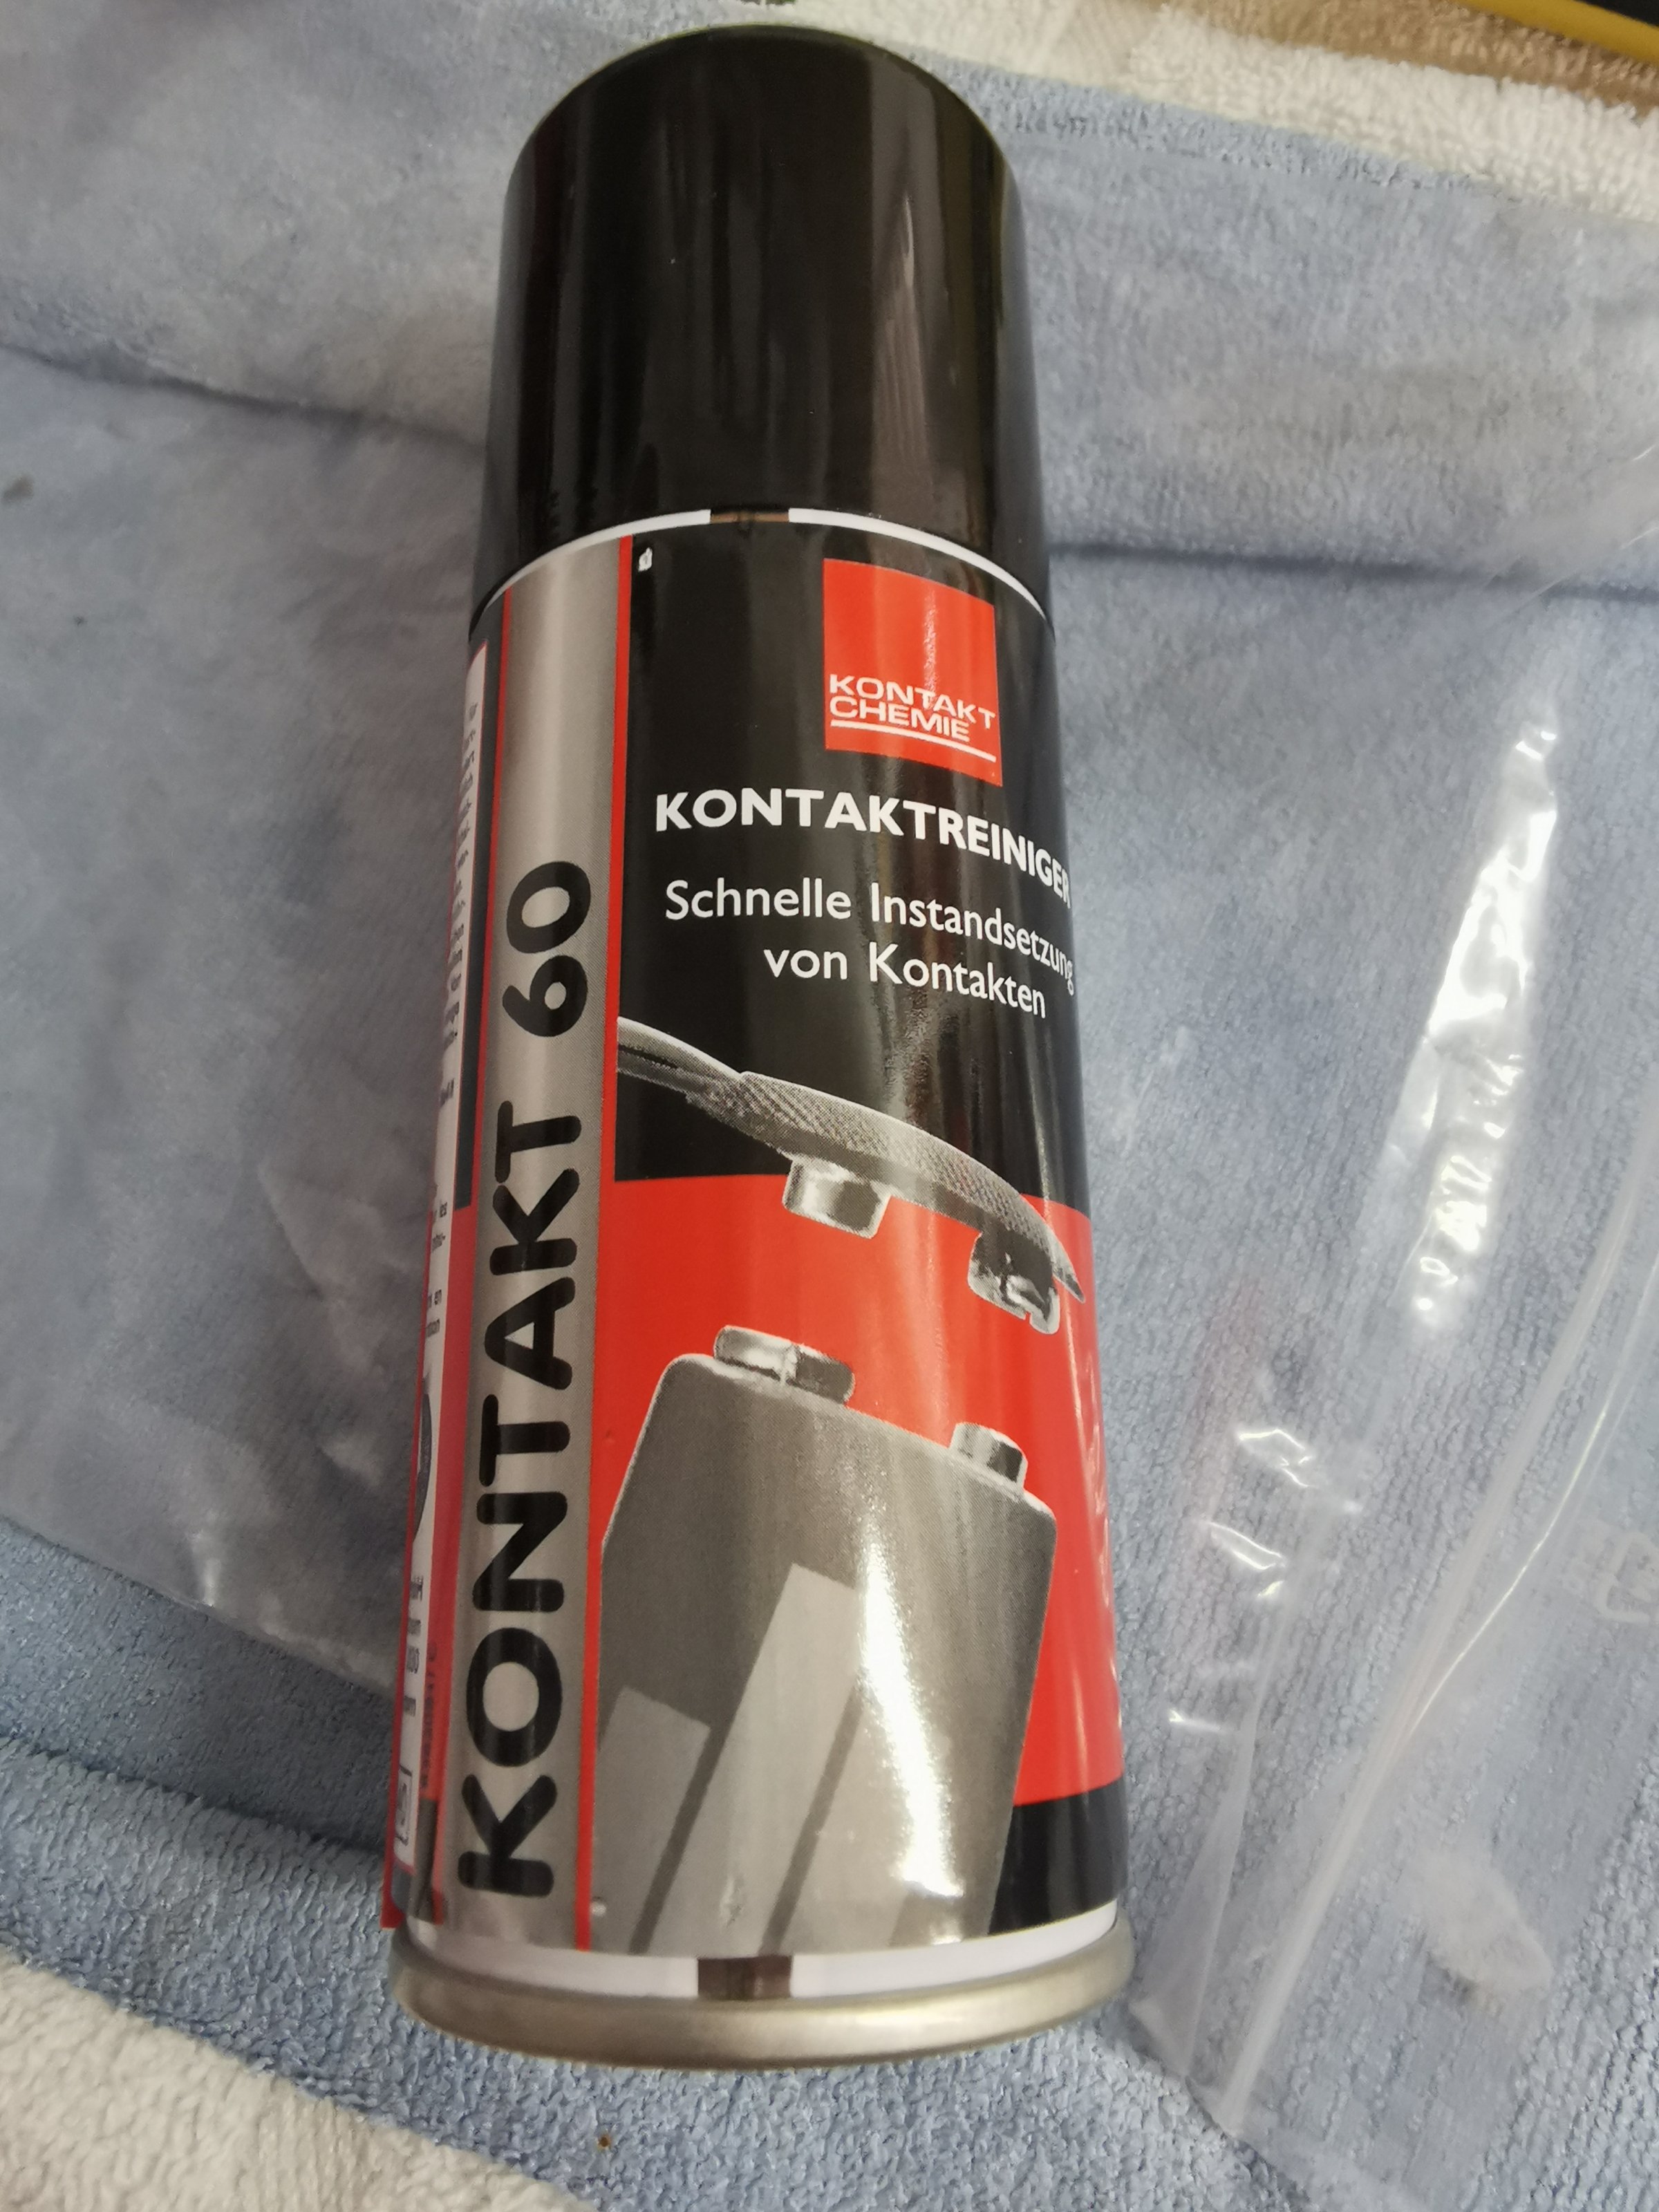 KONTAKT
CHEMIE
KONTAKTREINIGER
Schnelle Instandsetzung
von Kontakten
KONTAKT 60